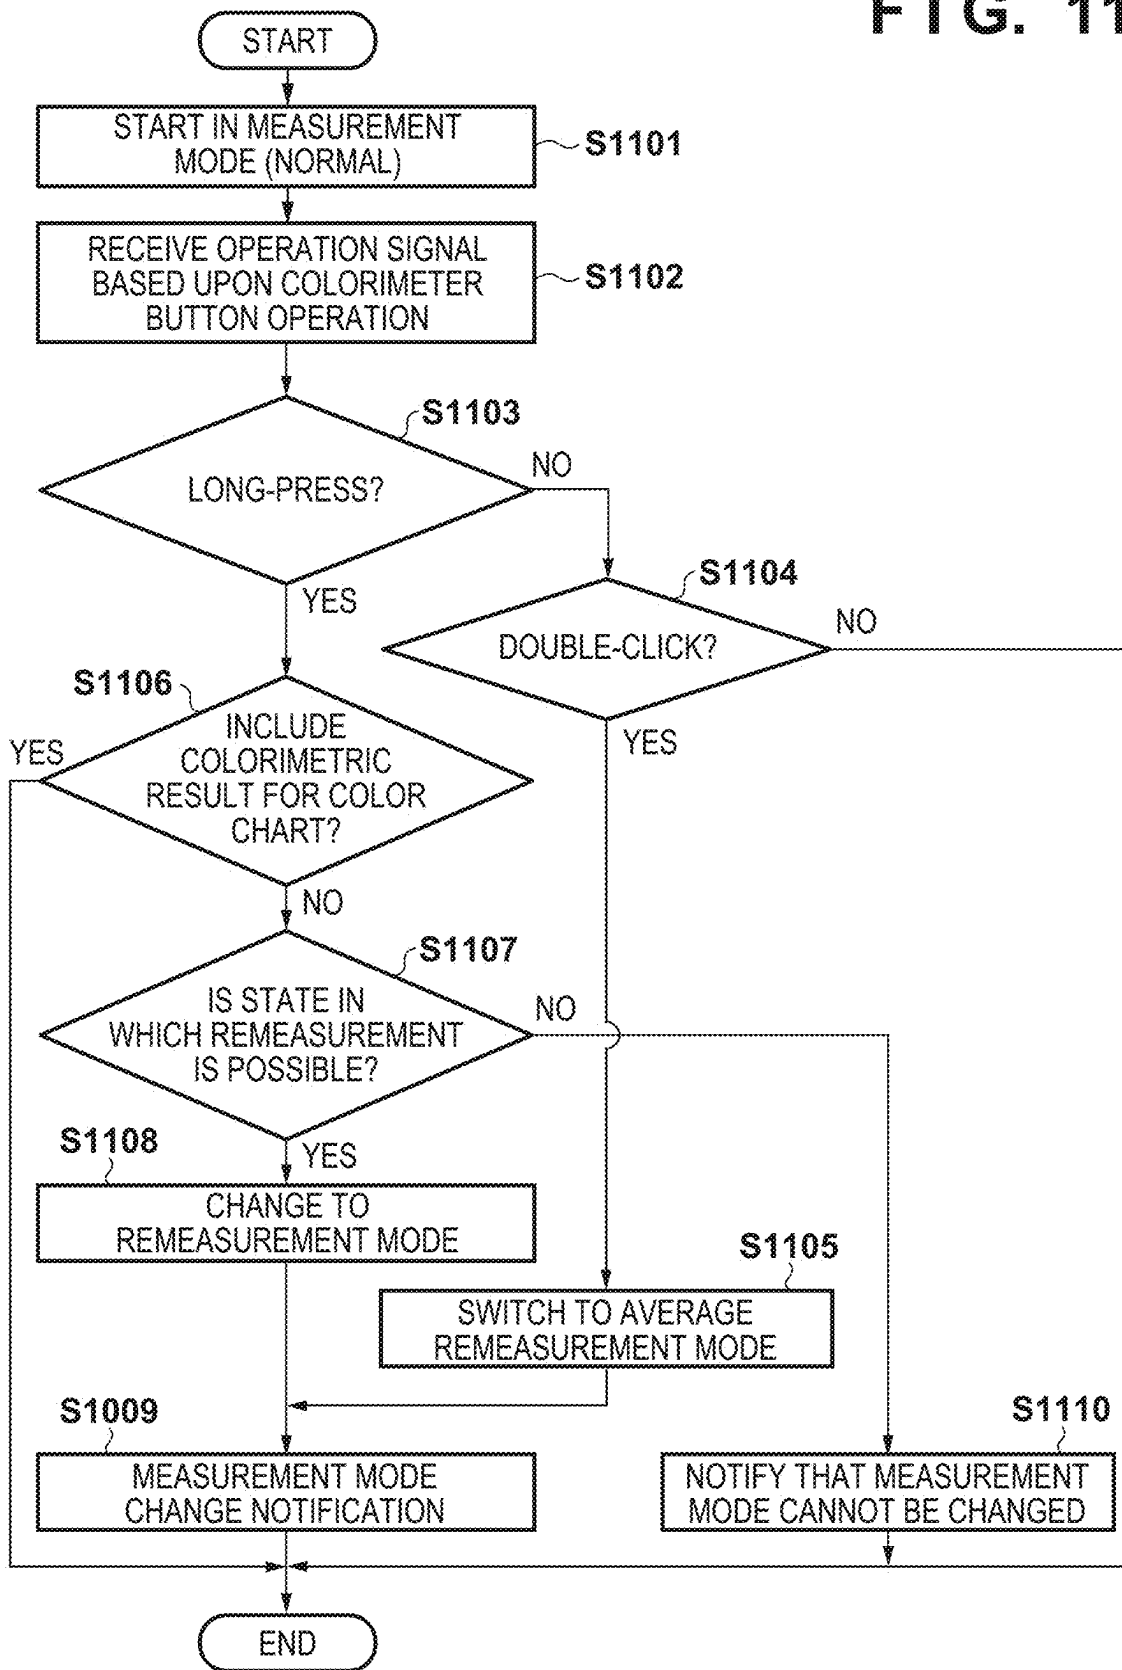 FIG. 11
START
START IN MEASUREMENT
MODE (NORMAL)
S1101
RECEIVE OPERATION SIGNAL
BASED UPON COLORIMETER
BUTTON OPERATION
S1102
S1103
LONG-PRESS?
NO
YES
S1104
DOUBLE-CLICK?
NO
YES
S1106
YES
INCLUDE
COLORIMETRIC
RESULT FOR COLOR
CHART?
NO
S1107
IS STATE IN
WHICH REMEASUREMENT
IS POSSIBLE?
NO
YES
S1108
CHANGE TO
REMEASUREMENT MODE
S1105
SWITCH TO AVERAGE
REMEASUREMENT MODE
S1009
MEASUREMENT MODE
CHANGE NOTIFICATION
S1110
NOTIFY THAT MEASUREMENT
MODE CANNOT BE CHANGED
END